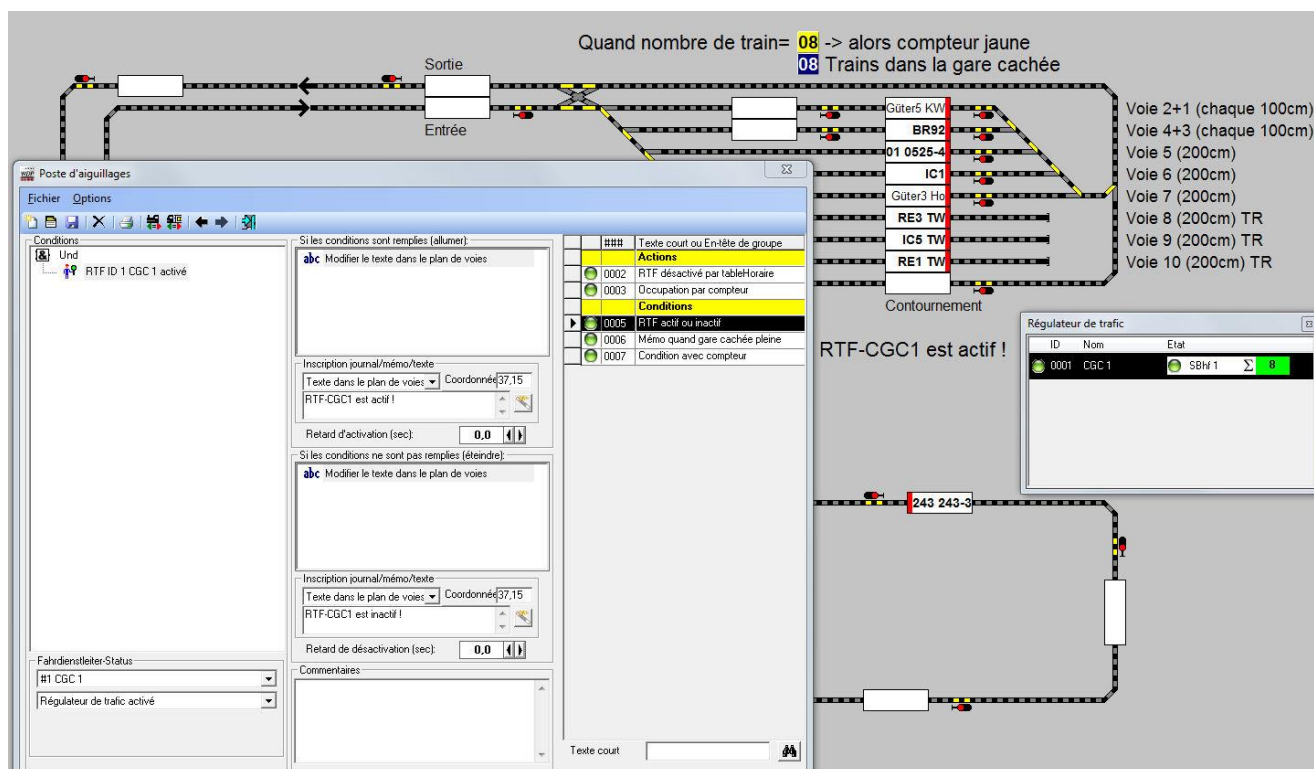 Quand nombre de train= 08 -> alors compteur jaune
08 Trains dans la gare cachée
Sortie
Entrée
Güter5 KW
BR92
01 0525-4
IC1
Güter3 Ho
RE3 TW
IC5 TW
RE1 TW
Contournement
Voie 2+1 (chaque 100cm)
Voie 4+3 (chaque 100cm)
Voie 5 (200cm)
Voie 6 (200cm)
Voie 7 (200cm)
Voie 8 (200cm) TR
Voie 9 (200cm) TR
Voie 10 (200cm) TR
Poste d'aiguillages
Fichier Options
Conditions
& Und
RTF ID 1 CGC 1 activé
Fahrdienstleiter-Status
#1 CGC 1
Régulateur de trafic activé
Si les conditions sont remplies (allumer):
abc Modifier le texte dans le plan de voies
Inscription journal/mémo/texte
Texte dans le plan de voies Coordonnée 37,15
RTF-CGC1 est actif !
Retard d'activation (sec): 0,0
Si les conditions ne sont pas remplies (éteindre):
abc Modifier le texte dans le plan de voies
Inscription journal/mémo/texte
Texte dans le plan de voies Coordonnée 37,15
RTF-CGC1 est inactif !
Retard de désactivation (sec): 0,0
Commentaires
### Texte court ou En-tête de groupe
Actions
0002 RTF désactivé par tableHoraire
0003 Occupation par compteur
Conditions
0005 RTF actif ou inactif
0006 Mémo quand gare cachée pleine
0007 Condition avec compteur
Texte court
RTF-CGC1 est actif !
Régulateur de trafic
ID Nom Etat
0001 CGC 1 SBhf 1 Σ 8
243 243-3